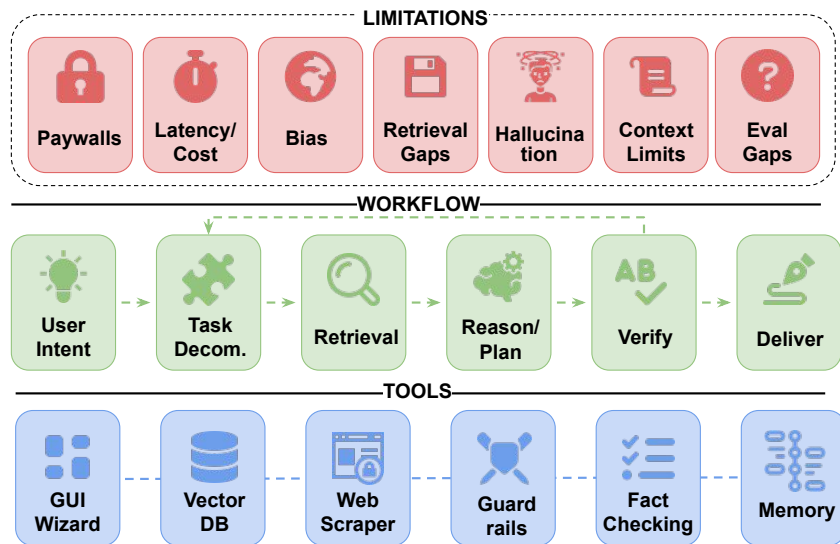 LIMITATIONS
Paywalls
Latency/
Cost
Bias
Retrieval
Gaps
Hallucina
tion
Context
Limits
Eval
Gaps
WORKFLOW
User
Intent
Task
Decom.
Retrieval
Reason/
Plan
AB
Verify
Deliver
TOOLS
GUI
Wizard
Vector
DB
Web
Scraper
Guard
rails
Fact
Checking
Memory